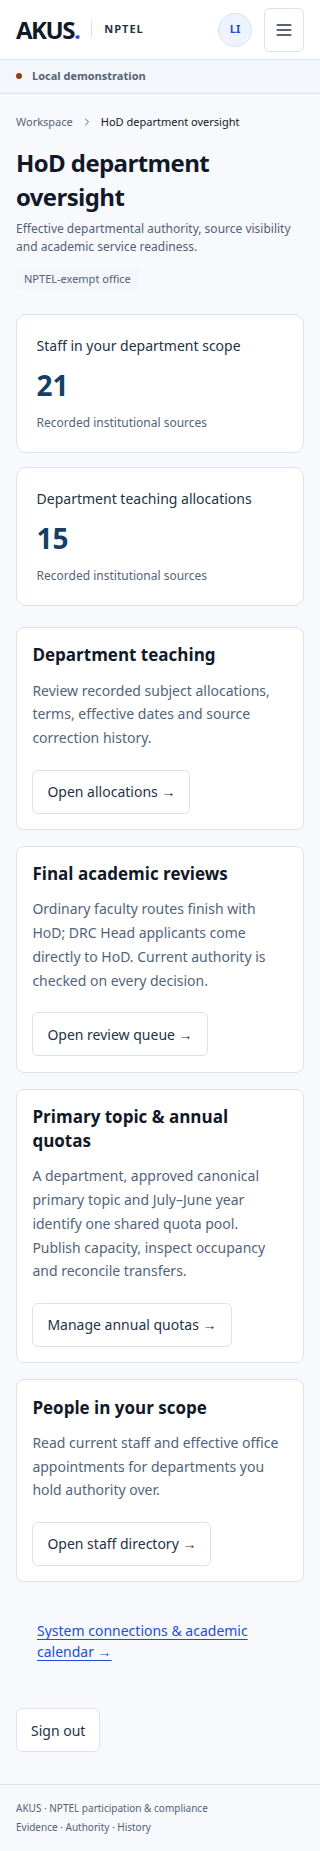 AKUS. NPTEL LI
Local demonstration
Workspace > HoD department oversight
HoD department
oversight
Effective departmental authority, source visibility
and academic service readiness.
NPTEL-exempt office
Staff in your department scope
21
Recorded institutional sources
Department teaching allocations
15
Recorded institutional sources
Department teaching
Review recorded subject allocations,
terms, effective dates and source
correction history.
Open allocations →
Final academic reviews
Ordinary faculty routes finish with
HoD; DRC Head applicants come
directly to HoD. Current authority is
checked on every decision.
Open review queue →
Primary topic & annual
quotas
A department, approved canonical
primary topic and July–June year
identify one shared quota pool.
Publish capacity, inspect occupancy
and reconcile transfers.
Manage annual quotas →
People in your scope
Read current staff and effective office
appointments for departments you
hold authority over.
Open staff directory →
System connections & academic
calendar →
Sign out
AKUS · NPTEL participation & compliance
Evidence · Authority · History